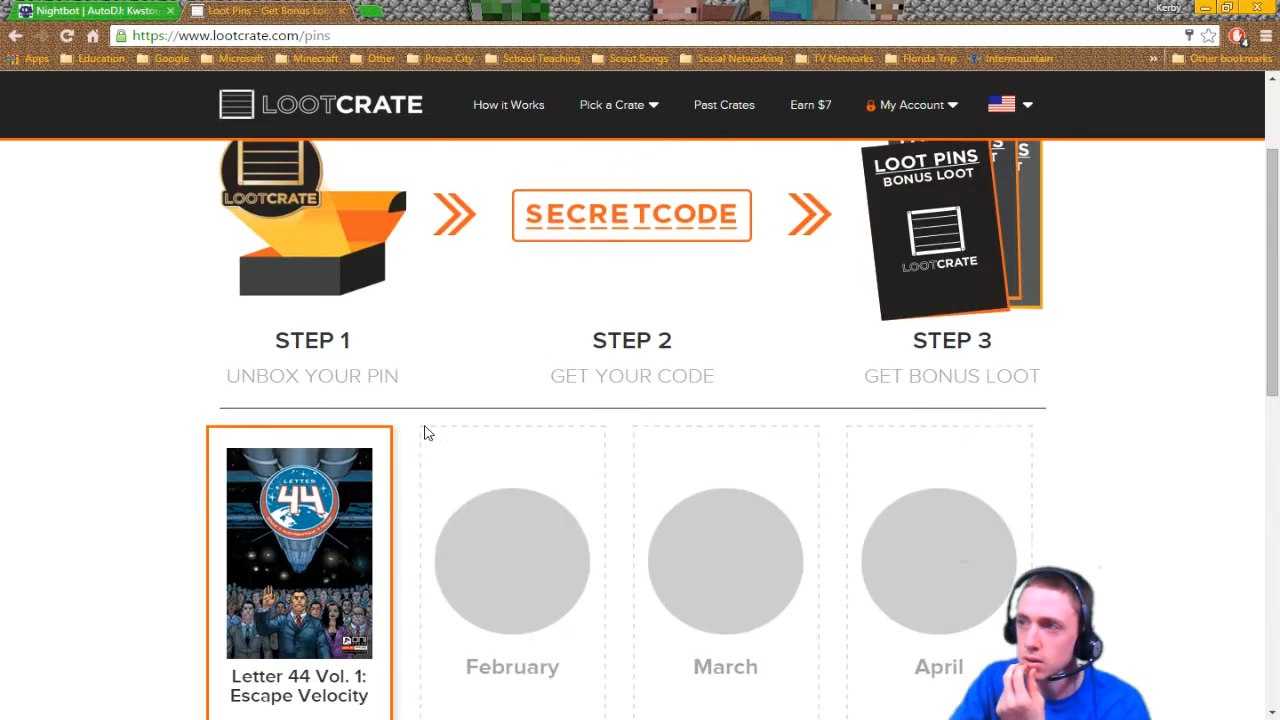 Nightbot | AutoDJ: Kwsto
Loot Pins - Get Bonus Lo
Kerby
https://www.lootcrate.com/pins
4
Apps Education Google Microsoft Minecraft Other Provo City School Teaching Scout Songs Social Networking TV Networks Florida Trip Intermountain » Other bookmarks
LOOTCRATE How it Works Pick a Crate Past Crates Earn $7 My Account
LOOTCRATE
SECRETCODE
LOOT PINS
BONUS LOOT
LOOTCRATE
STEP 1 STEP 2 STEP 3
UNBOX YOUR PIN GET YOUR CODE GET BONUS LOOT
LETTER
44
Letter 44 Vol. 1:
Escape Velocity
February March April